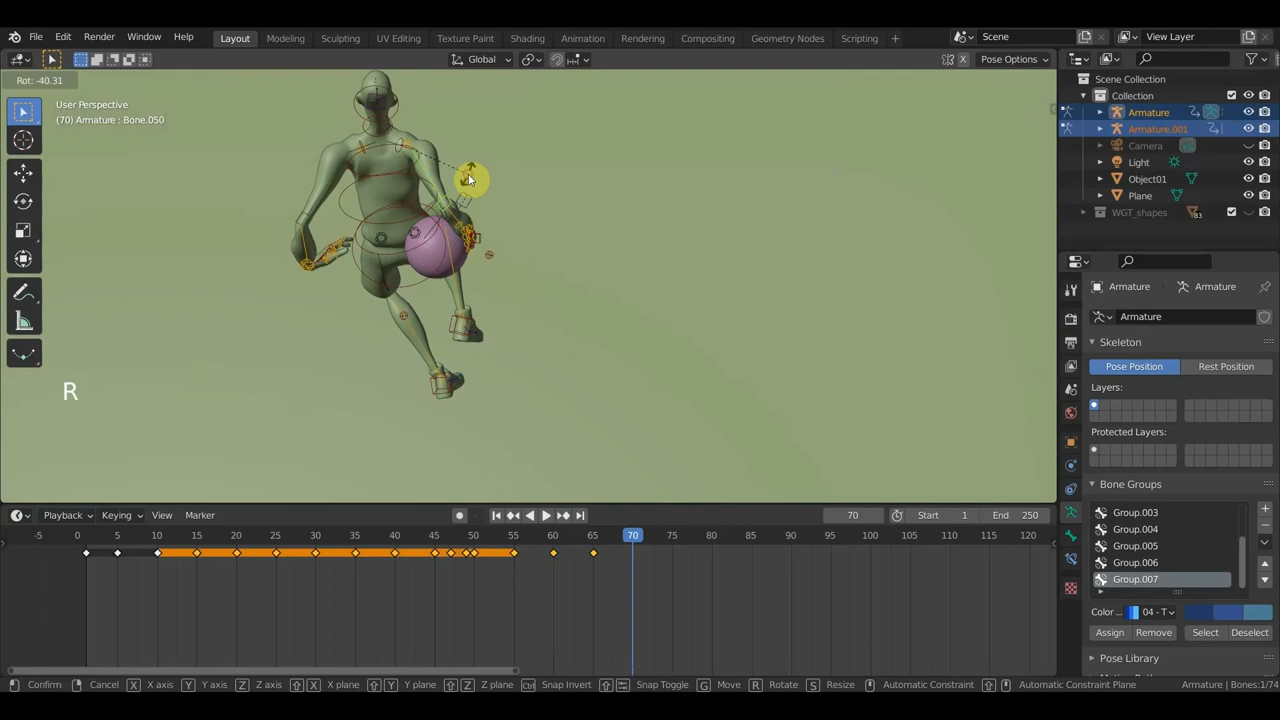 File Edit Render Window Help
Layout Modeling Sculpting UV Editing Texture Paint Shading Animation Rendering Compositing Geometry Nodes Scripting +
Scene View Layer
Global
X Pose Options
Rot: -40.31
User Perspective
(70) Armature : Bone.050
R
Scene Collection
Collection
Armature
Armature.001
Camera
Light
Object01
Plane
WGT_shapes 83
Armature Armature
Armature
Skeleton
Pose Position Rest Position
Layers:
Protected Layers:
Bone Groups
Group.003
Group.004
Group.005
Group.006
Group.007
Color ... 04 - T
Assign Remove Select Deselect
Pose Library
Playback Keying View Marker
70 Start 1 End 250
-5 0 5 10 15 20 25 30 35 40 45 50 55 60 65 70 75 80 85 90 95 100 105 110 115 120
Confirm Cancel X X axis Y Y axis Z Z axis X X plane Y Y plane Z Z plane Ctrl Snap Invert Snap Toggle G Move R Rotate S Resize Automatic Constraint Automatic Constraint Plane Armature | Bones:1/74